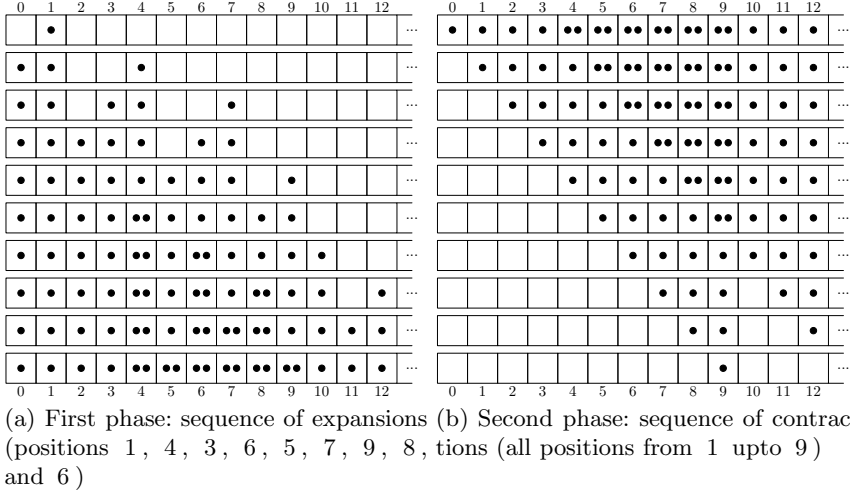 0 1 2 3 4 5 6 7 8 9 10 11 12
...
...
...
...
...
...
...
...
...
...
0 1 2 3 4 5 6 7 8 9 10 11 12
(a) First phase: sequence of expansions
(positions 1 , 4 , 3 , 6 , 5 , 7 , 9 , 8 ,
and 6 )
0 1 2 3 4 5 6 7 8 9 10 11 12
...
...
...
...
...
...
...
...
...
...
0 1 2 3 4 5 6 7 8 9 10 11 12
(b) Second phase: sequence of contrac
tions (all positions from 1 upto 9 )